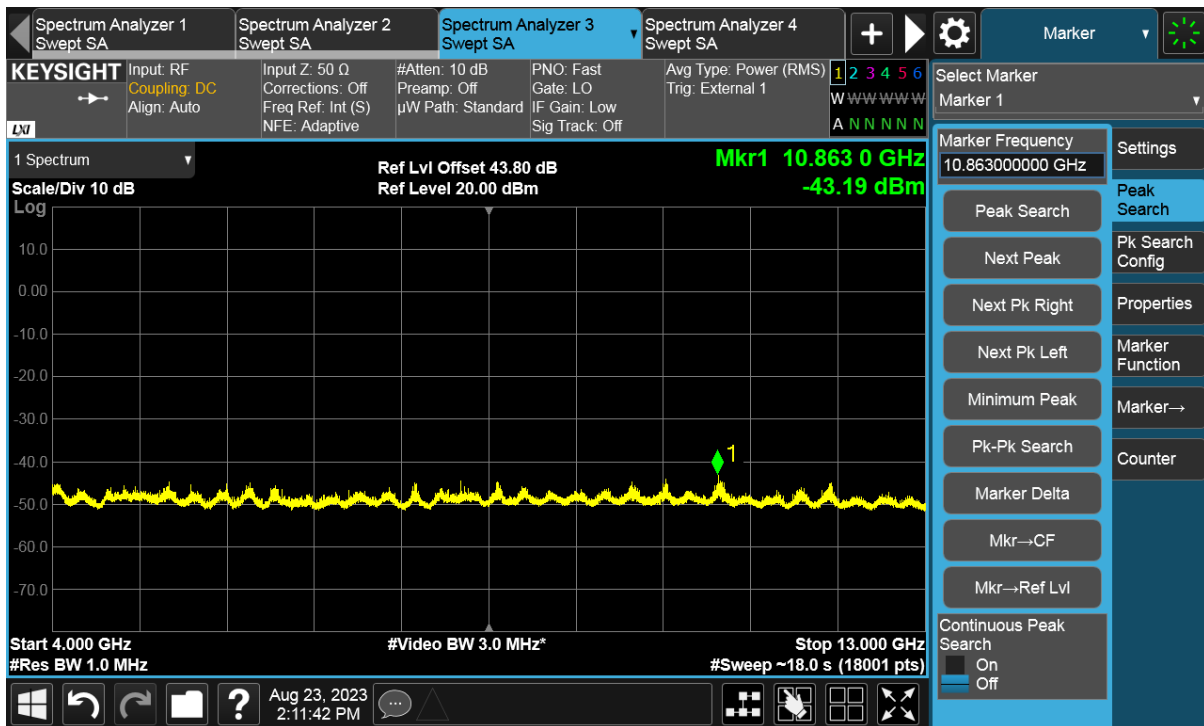 Spectrum Analyzer 1
Swept SA
Spectrum Analyzer 2
Swept SA
Spectrum Analyzer 3
Swept SA
Spectrum Analyzer 4
Swept SA
+
Marker
KEYSIGHT
LXI
Input: RF
Coupling: DC
Align: Auto
Input Z: 50 Ω
Corrections: Off
Freq Ref: Int (S)
NFE: Adaptive
#Atten: 10 dB
Preamp: Off
µW Path: Standard
PNO: Fast
Gate: LO
IF Gain: Low
Sig Track: Off
Avg Type: Power (RMS)
Trig: External 1
1 2 3 4 5 6
W W W W W W
A N N N N N
Select Marker
Marker 1
1 Spectrum
Scale/Div 10 dB
Log
Ref Lvl Offset 43.80 dB
Ref Level 20.00 dBm
Mkr1 10.863 0 GHz
-43.19 dBm
10.0
0.00
-10.0
-20.0
-30.0
-40.0
-50.0
-60.0
-70.0
1
Start 4.000 GHz
#Res BW 1.0 MHz
#Video BW 3.0 MHz*
Stop 13.000 GHz
#Sweep ~18.0 s (18001 pts)
Marker Frequency
10.863000000 GHz
Peak Search
Next Peak
Next Pk Right
Next Pk Left
Minimum Peak
Pk-Pk Search
Marker Delta
Mkr→CF
Mkr→Ref Lvl
Continuous Peak
Search
On
Off
Settings
Peak
Search
Pk Search
Config
Properties
Marker
Function
Marker→
Counter
?
Aug 23, 2023
2:11:42 PM